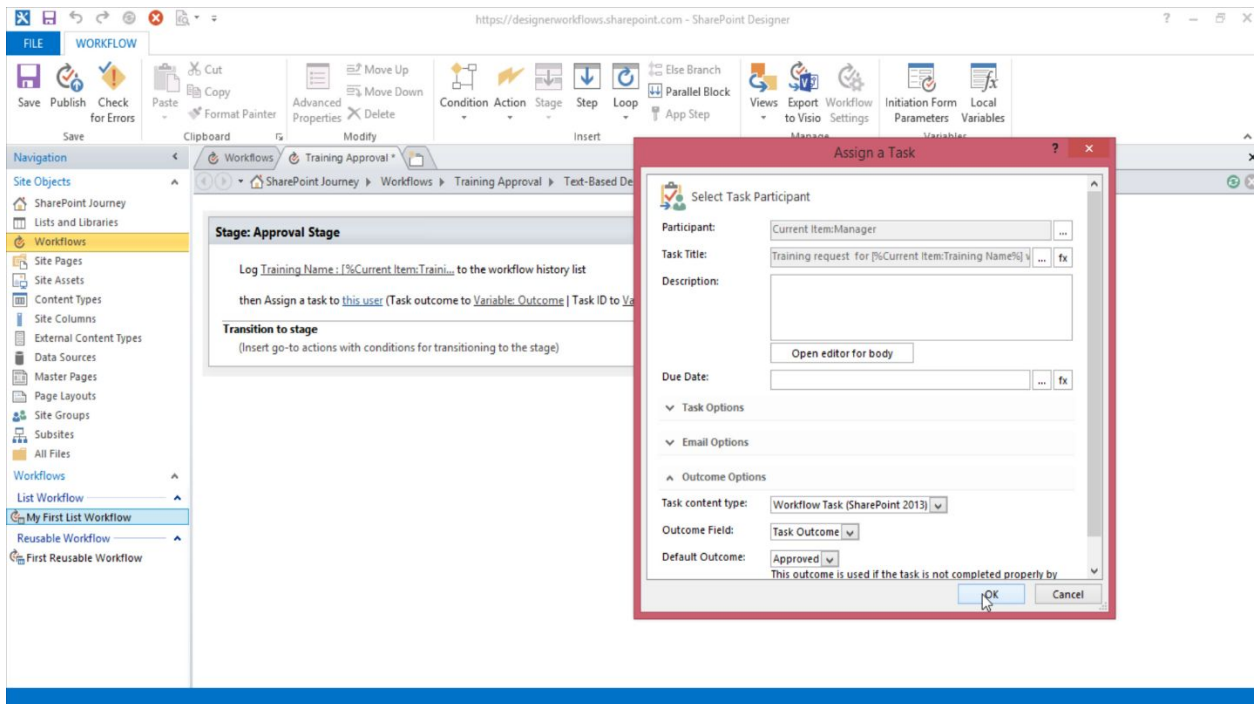 https://designerworkflows.sharepoint.com - SharePoint Designer
FILE WORKFLOW
Save Publish Check for Errors
Paste Cut
Copy
Format Painter
Advanced Properties Move Up
Move Down
Delete
Condition Action Stage Step Loop
Else Branch
Parallel Block
App Step
Views Export to Visio Workflow Settings
Initiation Form Parameters Local Variables
Save Clipboard Modify Insert Manage Variables
Navigation
Workflows Training Approval *
SharePoint Journey Workflows Training Approval Text-Based De
Site Objects
SharePoint Journey
Lists and Libraries
Workflows
Site Pages
Site Assets
Content Types
Site Columns
External Content Types
Data Sources
Master Pages
Page Layouts
Site Groups
Subsites
All Files
Workflows
List Workflow
My First List Workflow
Reusable Workflow
First Reusable Workflow
Stage: Approval Stage
Log Training Name : [%Current Item:Traini... to the workflow history list
then Assign a task to this user (Task outcome to Variable: Outcome | Task ID to Va
Transition to stage
(Insert go-to actions with conditions for transitioning to the stage)
Assign a Task ?
Select Task Participant
Participant: Current Item:Manager ...
Task Title: Training request for [%Current Item:Training Name%] v ... fx
Description:
Open editor for body
Due Date: ... fx
Task Options
Email Options
Outcome Options
Task content type: Workflow Task (SharePoint 2013)
Outcome Field: Task Outcome
Default Outcome: Approved
This outcome is used if the task is not completed properly by
OK Cancel